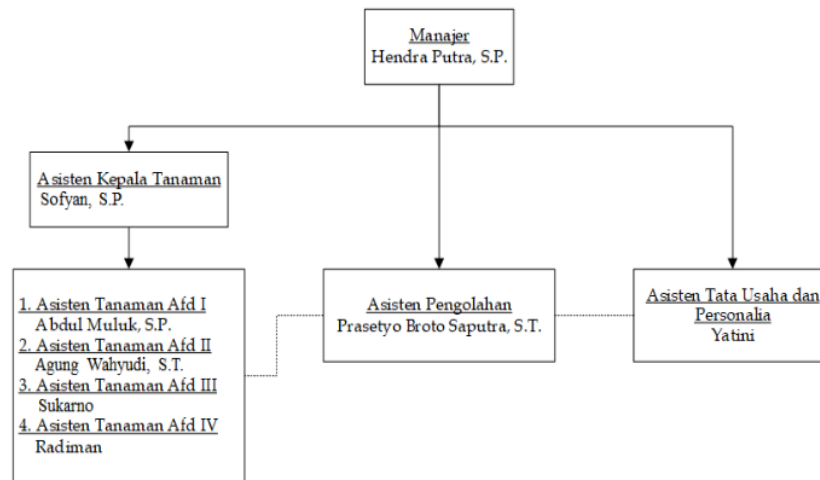 Manajer
Hendra Putra, S.P.
Asisten Kepala Tanaman
Sofyan, S.P.
1. Asisten Tanaman Afd I
Abdul Muluk, S.P.
2. Asisten Tanaman Afd II
Agung Wahyudi, S.T.
3. Asisten Tanaman Afd III
Sukarno
4. Asisten Tanaman Afd IV
Radiman
Asisten Pengolahan
Prasetyo Broto Saputra, S.T.
Asisten Tata Usaha dan
Personalia
Yatini